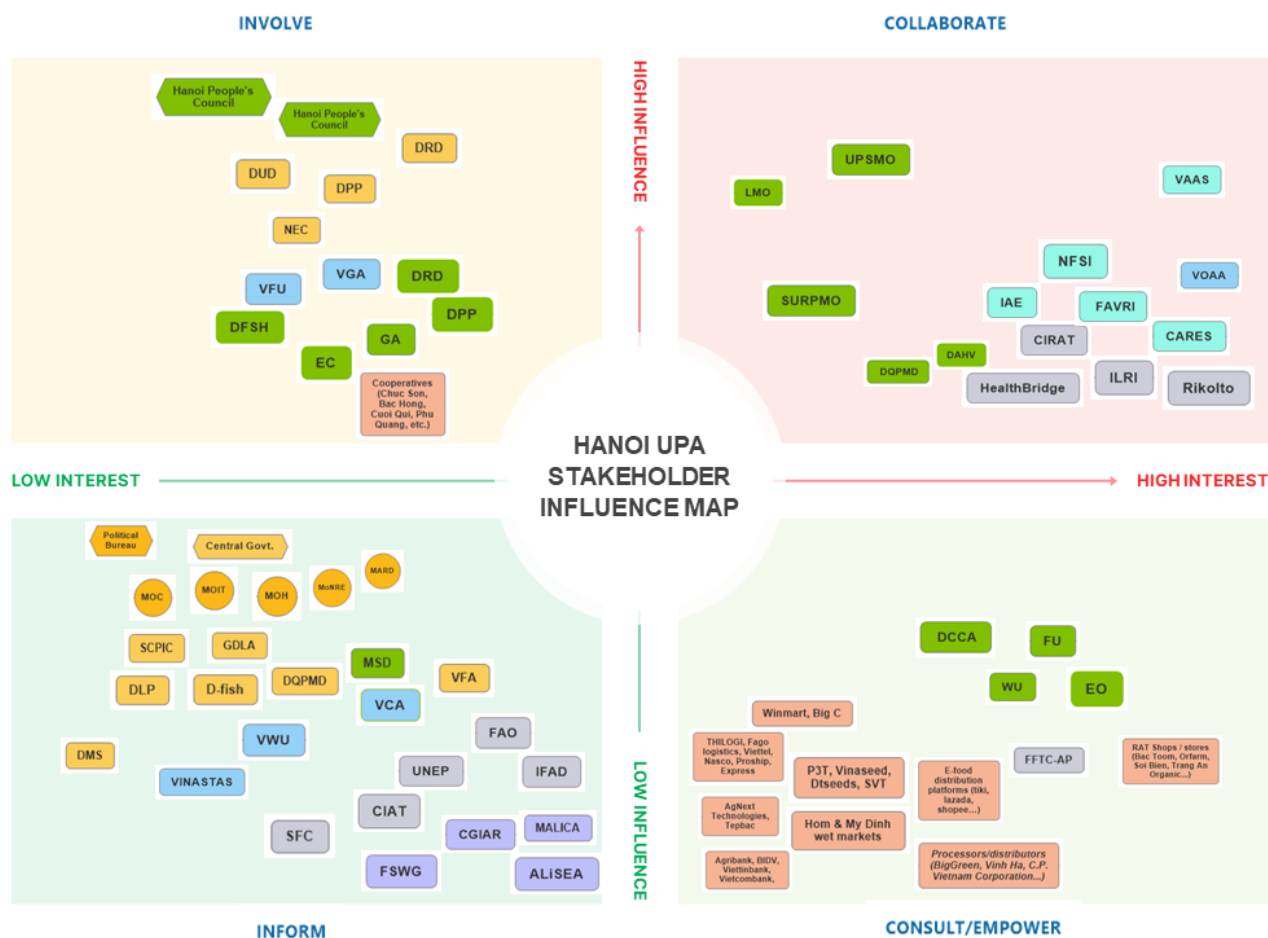 INVOLVE
COLLABORATE
Hanoi People's
Council
Hanoi People's
Council
DRD
DUD
DPP
NEC
VGA
VFU
DRD
DPP
DFSH
GA
EC
Cooperatives
(Chuc Son,
Bac Hong,
Cuoi Qui, Phu
Quang, etc.)
HIGH INFLUENCE
UPSMO
LMO
VAAS
NFSI
VOAA
SURPMO
IAE
FAVRI
CIRAT
CARES
DAHV
DQPMD
HealthBridge
ILRI
Rikolto
LOW INTEREST
HANOI UPA
STAKEHOLDER
INFLUENCE MAP
HIGH INTEREST
Political
Bureau
Central Govt.
MOC
MOIT
MOH
MoNRE
MARD
SCPIC
GDLA
MSD
VFA
DLP
D-fish
DQPMD
VCA
VWU
FAO
DMS
VINASTAS
UNEP
IFAD
CIAT
SFC
CGIAR
MALICA
FSWG
ALiSEA
LOW INFLUENCE
DCCA
FU
WU
EO
Winmart, Big C
THILOGI, Fago
logistics, Viettel,
Nasco, Proship,
Express
P3T, Vinaseed,
Dtseeds, SVT
E-food
distribution
platforms (tiki,
lazada,
shopee...)
FFTC-AP
RAT Shops / stores
(Bac Toom, Orfarm,
Soi Bien, Trang An
Organic...)
AgNext
Technologies,
Tepbac
Hom & My Dinh
wet markets
Agribank, BIDV,
Viettinbank,
Vietcombank,
Processors/distributors
(BigGreen, Vinh Ha, C.P.
Vietnam Corporation...)
INFORM
CONSULT/EMPOWER